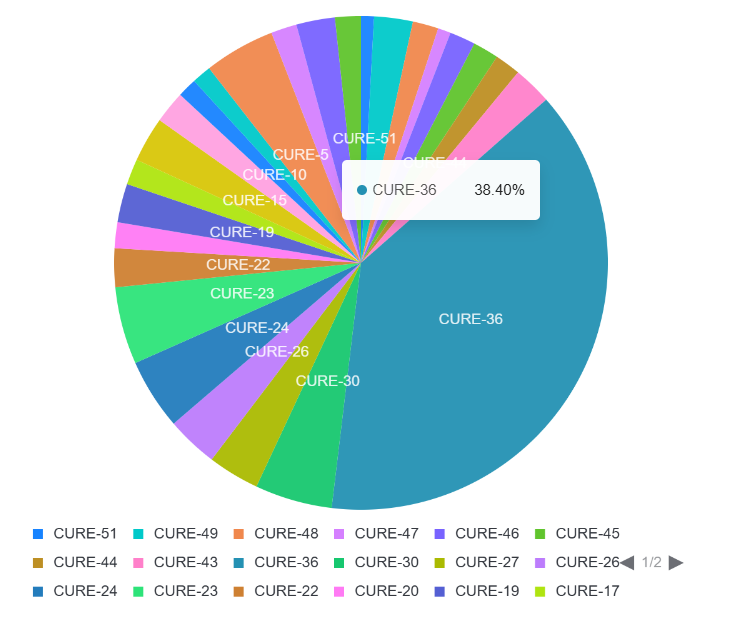 CURE-51
CURE-5
CURE-44
CURE-10
CURE-36 38.40%
CURE-15
CURE-19
CURE-22
CURE-23
CURE-36
CURE-24
CURE-26
CURE-30
CURE-51 CURE-49 CURE-48 CURE-47 CURE-46 CURE-45
CURE-44 CURE-43 CURE-36 CURE-30 CURE-27 CURE-26 1/2
CURE-24 CURE-23 CURE-22 CURE-20 CURE-19 CURE-17